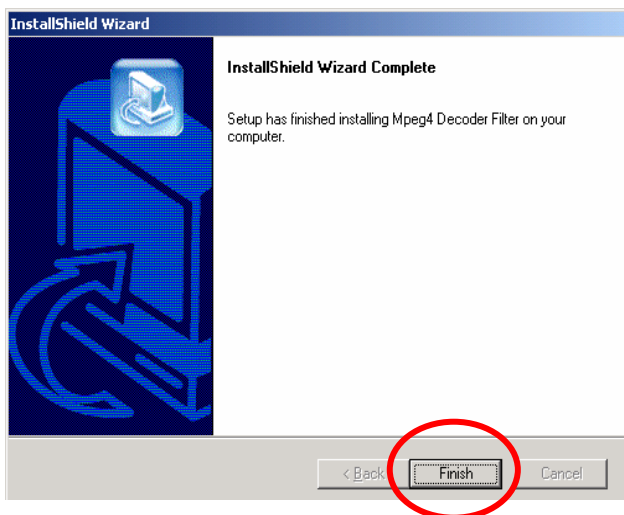 InstallShield Wizard
InstallShield Wizard Complete
Setup has finished installing Mpeg4 Decoder Filter on your
computer.
< Back Finish Cancel